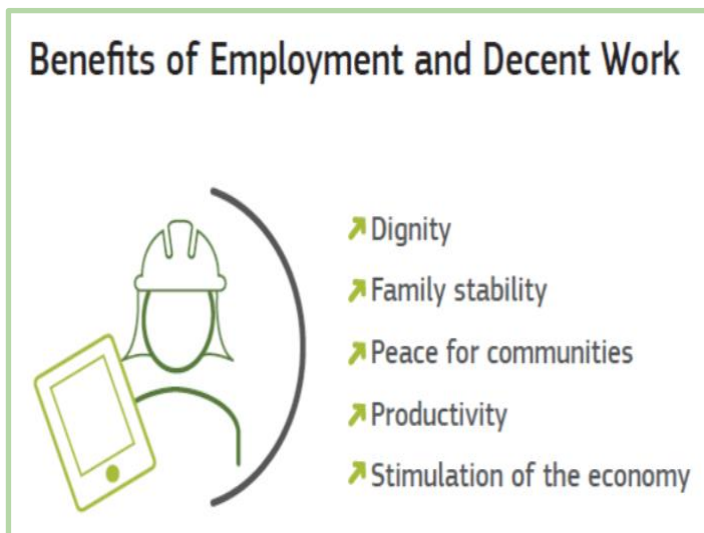 Benefits of Employment and Decent Work
Dignity
Family stability
Peace for communities
Productivity
Stimulation of the economy